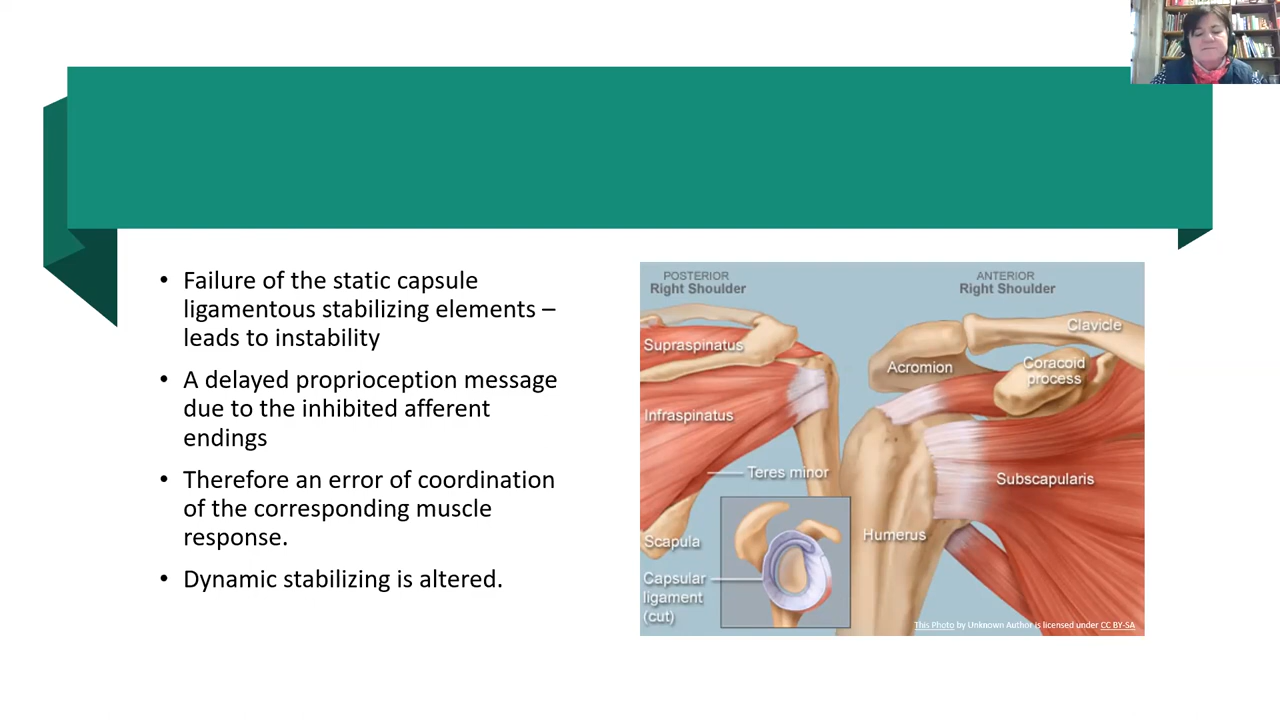 • Failure of the static capsule
ligamentous stabilizing elements –
leads to instability
• A delayed proprioception message
due to the inhibited afferent
endings
• Therefore an error of coordination
of the corresponding muscle
response.
• Dynamic stabilizing is altered.
POSTERIOR
Right Shoulder
Supraspinatus
Infraspinatus
Teres minor
Scapula
Capsular
ligament
(cut)
ANTERIOR
Right Shoulder
Clavicle
Acromion
Coracoid
process
Subscapularis
Humerus
This Photo by Unknown Author is licensed under CC BY-SA